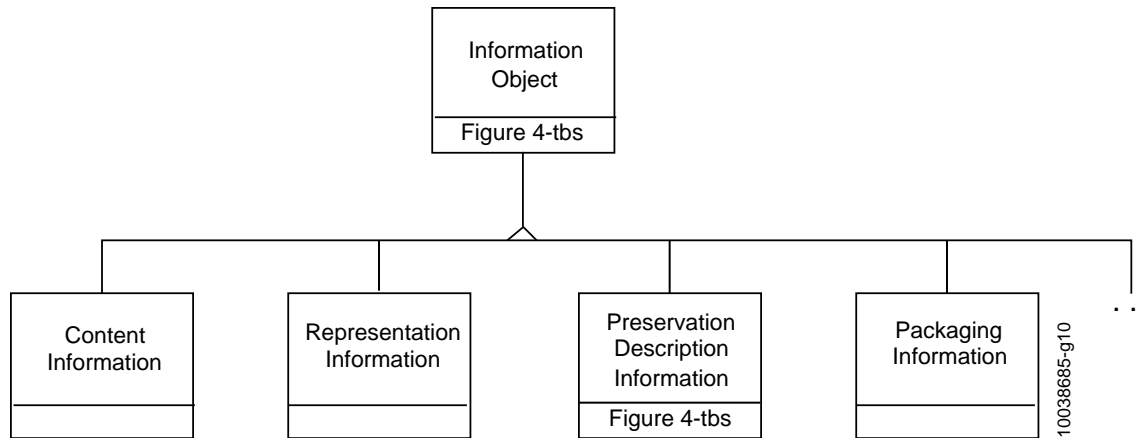 Information
Object
Figure 4-tbs
Content
Information
Representation
Information
Preservation
Description
Information
Figure 4-tbs
Packaging
Information
. .
10038685-g10